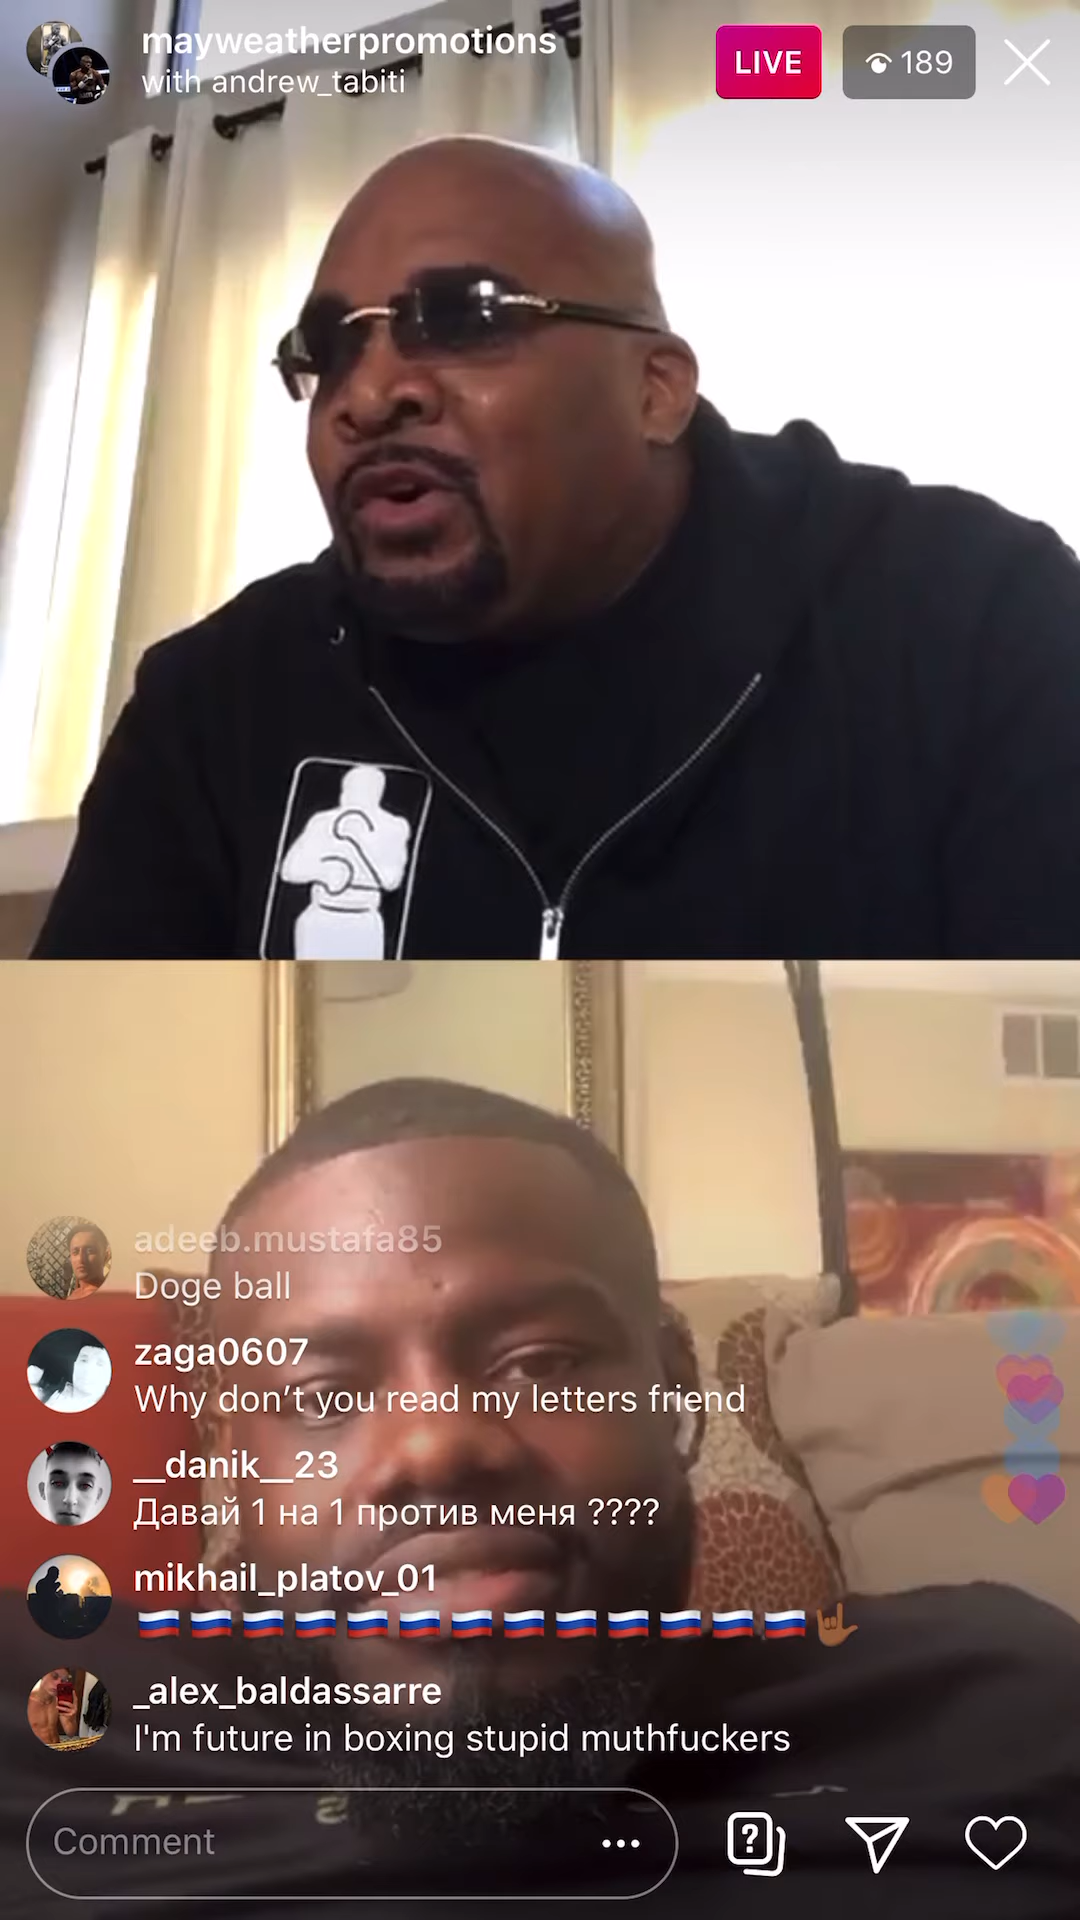 mayweatherpromotions
with andrew_tabiti
LIVE
189
adeeb.mustafa85
Doge ball
zaga0607
Why don’t you read my letters friend
__danik__23
Давай 1 на 1 против меня ????
mikhail_platov_01
🇷🇺🇷🇺🇷🇺🇷🇺🇷🇺🇷🇺🇷🇺🇷🇺🇷🇺🇷🇺🇷🇺🇷🇺🇷🇺🤟🏾
_alex_baldassarre
I'm future in boxing stupid muthfuckers
Comment